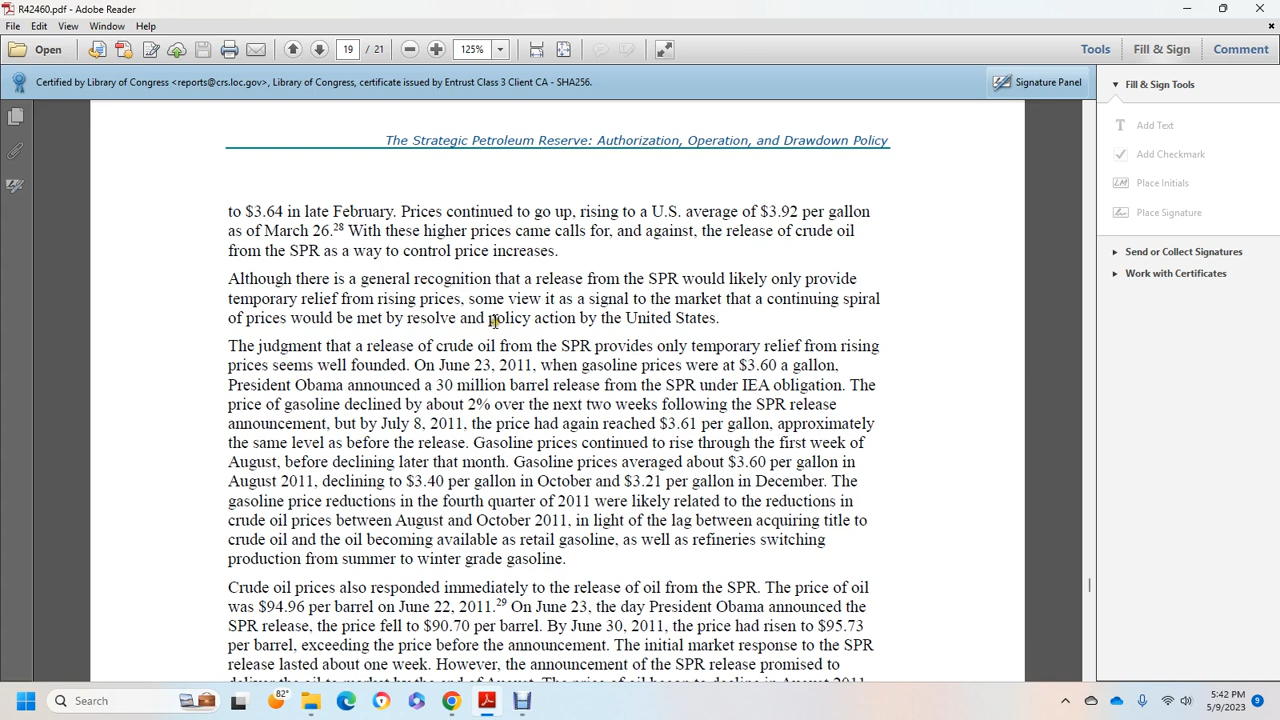 R42460.pdf - Adobe Reader
File Edit View Window Help
Open 19 / 21 125% Tools Fill & Sign Comment
Certified by Library of Congress <reports@crs.loc.gov>, Library of Congress, certificate issued by Entrust Class 3 Client CA - SHA256. Signature Panel
Fill & Sign Tools
T Add Text
Add Checkmark
LM Place Initials
Place Signature
Send or Collect Signatures
Work with Certificates
The Strategic Petroleum Reserve: Authorization, Operation, and Drawdown Policy
to $3.64 in late February. Prices continued to go up, rising to a U.S. average of $3.92 per gallon
as of March 26.28 With these higher prices came calls for, and against, the release of crude oil
from the SPR as a way to control price increases.
Although there is a general recognition that a release from the SPR would likely only provide
temporary relief from rising prices, some view it as a signal to the market that a continuing spiral
of prices would be met by resolve and policy action by the United States.
The judgment that a release of crude oil from the SPR provides only temporary relief from rising
prices seems well founded. On June 23, 2011, when gasoline prices were at $3.60 a gallon,
President Obama announced a 30 million barrel release from the SPR under IEA obligation. The
price of gasoline declined by about 2% over the next two weeks following the SPR release
announcement, but by July 8, 2011, the price had again reached $3.61 per gallon, approximately
the same level as before the release. Gasoline prices continued to rise through the first week of
August, before declining later that month. Gasoline prices averaged about $3.60 per gallon in
August 2011, declining to $3.40 per gallon in October and $3.21 per gallon in December. The
gasoline price reductions in the fourth quarter of 2011 were likely related to the reductions in
crude oil prices between August and October 2011, in light of the lag between acquiring title to
crude oil and the oil becoming available as retail gasoline, as well as refineries switching
production from summer to winter grade gasoline.
Crude oil prices also responded immediately to the release of oil from the SPR. The price of oil
was $94.96 per barrel on June 22, 2011.29 On June 23, the day President Obama announced the
SPR release, the price fell to $90.70 per barrel. By June 30, 2011, the price had risen to $95.73
per barrel, exceeding the price before the announcement. The initial market response to the SPR
release lasted about one week. However, the announcement of the SPR release promised to
deliver the oil to market by the end of August. The price of oil began to decline in August 2011
Search
82°
5:42 PM
5/9/2023
9